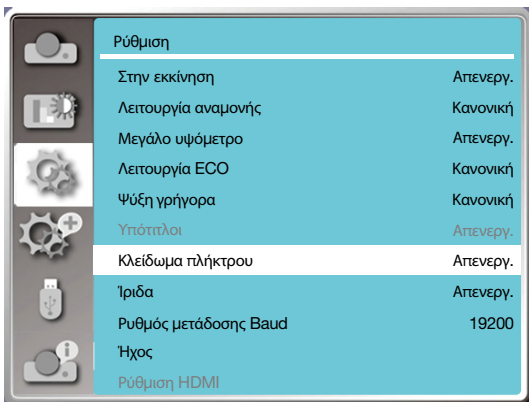 Ρύθμιση
Στην εκκίνηση Απενεργ.
Λειτουργία αναμονής Κανονική
Μεγάλο υψόμετρο Απενεργ.
Λειτουργία ECO Κανονική
Ψύξη γρήγορα Κανονική
Υπότιτλοι Απενεργ.
Κλείδωμα πλήκτρου Απενεργ.
Ίριδα Απενεργ.
Ρυθμός μετάδοσης Baud 19200
Ήχος
Ρύθμιση HDMI